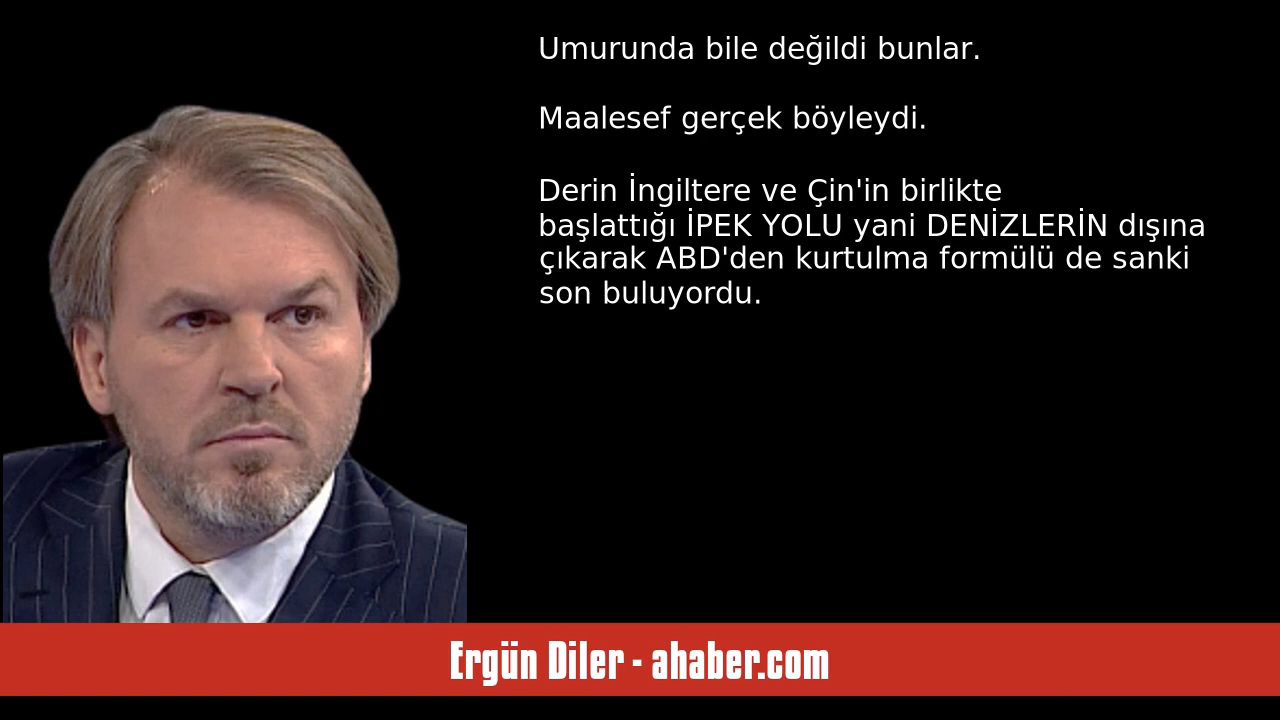 Umurunda bile değildi bunlar.
Maalesef gerçek böyleydi.
Derin İngiltere ve Çin'in birlikte
başlattığı İPEK YOLU yani DENİZLERİN dışına
çıkarak ABD'den kurtulma formülü de sanki
son buluyordu.
Ergün Diler - ahaber.com